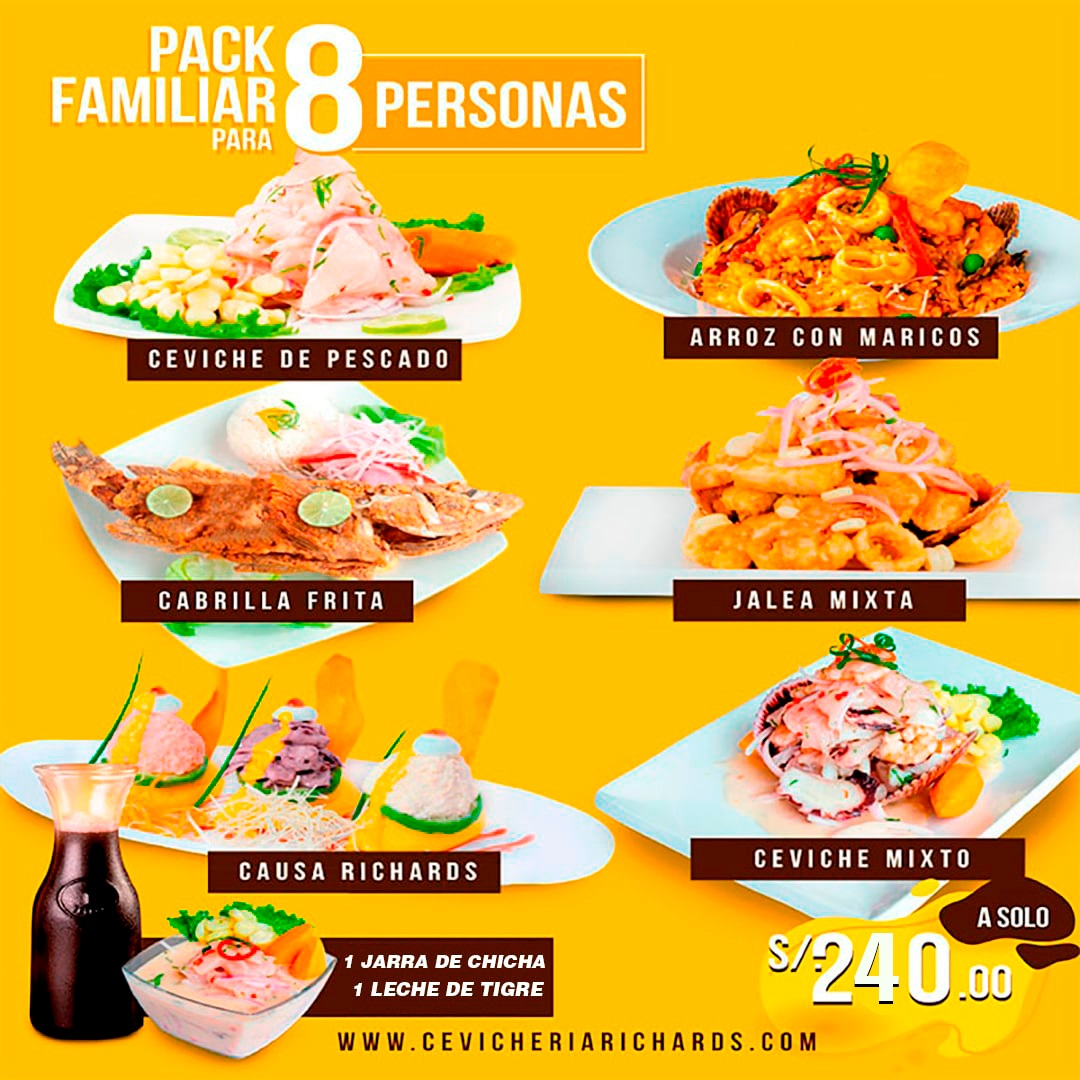 PACK
FAMILIAR
PARA
8 PERSONAS
CEVICHE DE PESCADO
ARROZ CON MARICOS
CABRILLA FRITA
JALEA MIXTA
CAUSA RICHARDS
CEVICHE MIXTO
1 JARRA DE CHICHA
1 LECHE DE TIGRE
A SOLO
S/.240.00
WWW.CEVICHERIARICHARDS.COM